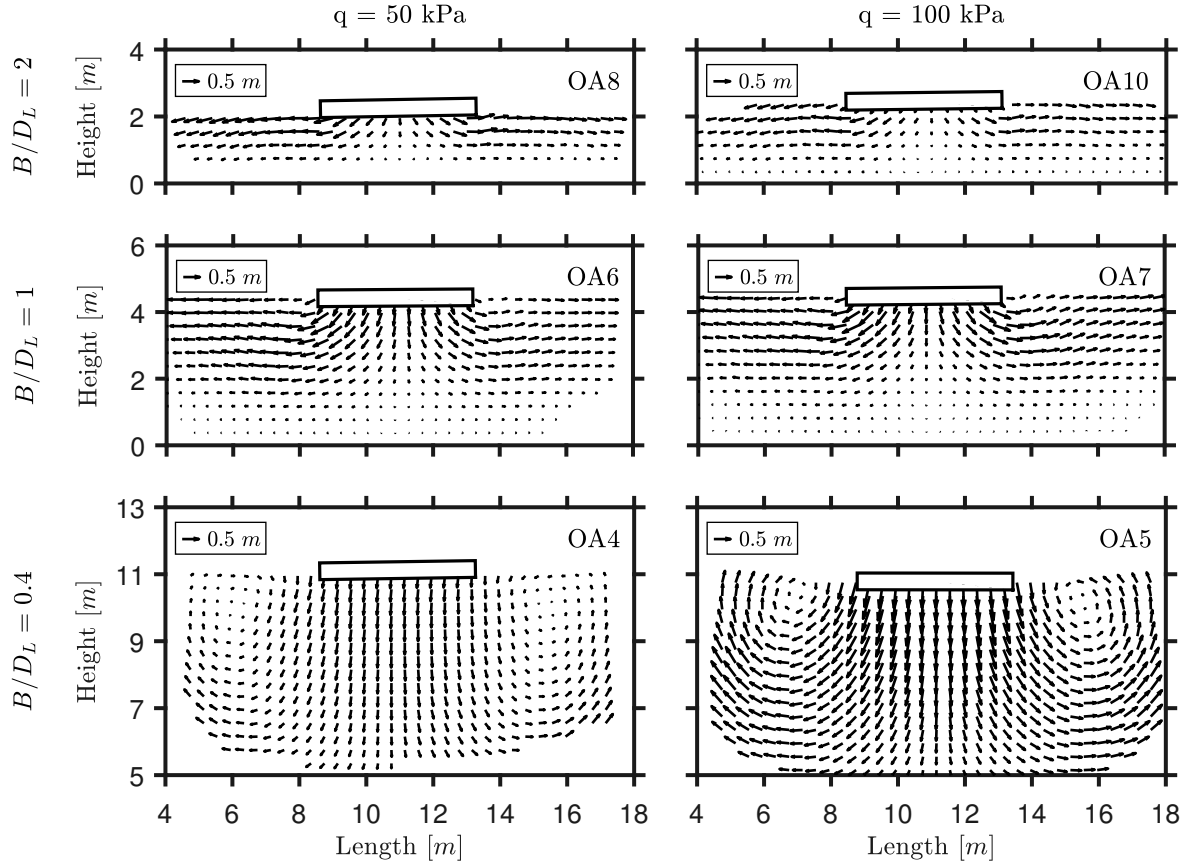 q = 50 kPa
q = 100 kPa
B/D_L = 2
Height [m]
4
2
0
0.5 m
OA8
0.5 m
OA10
B/D_L = 1
Height [m]
6
4
2
0
0.5 m
OA6
Height [m]
0.5 m
OA7
B/D_L = 0.4
Height [m]
13
11
9
7
5
0.5 m
OA4
0.5 m
OA5
4 6 8 10 12 14 16 18
4 6 8 10 12 14 16 18
Length [m]
Length [m]